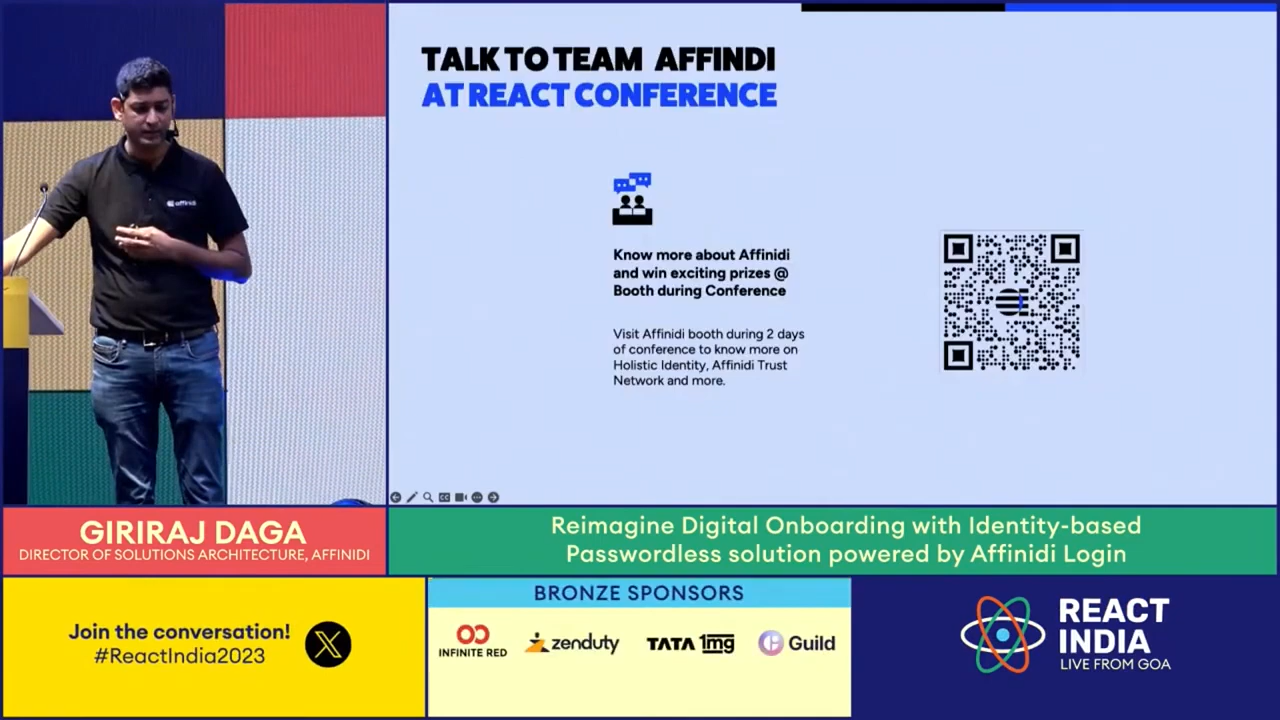 TALK TO TEAM AFFINDI
AT REACT CONFERENCE
Know more about Affinidi
and win exciting prizes @
Booth during Conference
Visit Affinidi booth during 2 days
of conference to know more on
Holistic Identity, Affinidi Trust
Network and more.
affinidi
GIRIRAJ DAGA
DIRECTOR OF SOLUTIONS ARCHITECTURE, AFFINIDI
Reimagine Digital Onboarding with Identity-based
Passwordless solution powered by Affinidi Login
Join the conversation!
#ReactIndia2023
X
BRONZE SPONSORS
INFINITE RED
zenduty
TATA 1mg
Guild
REACT
INDIA
LIVE FROM GOA